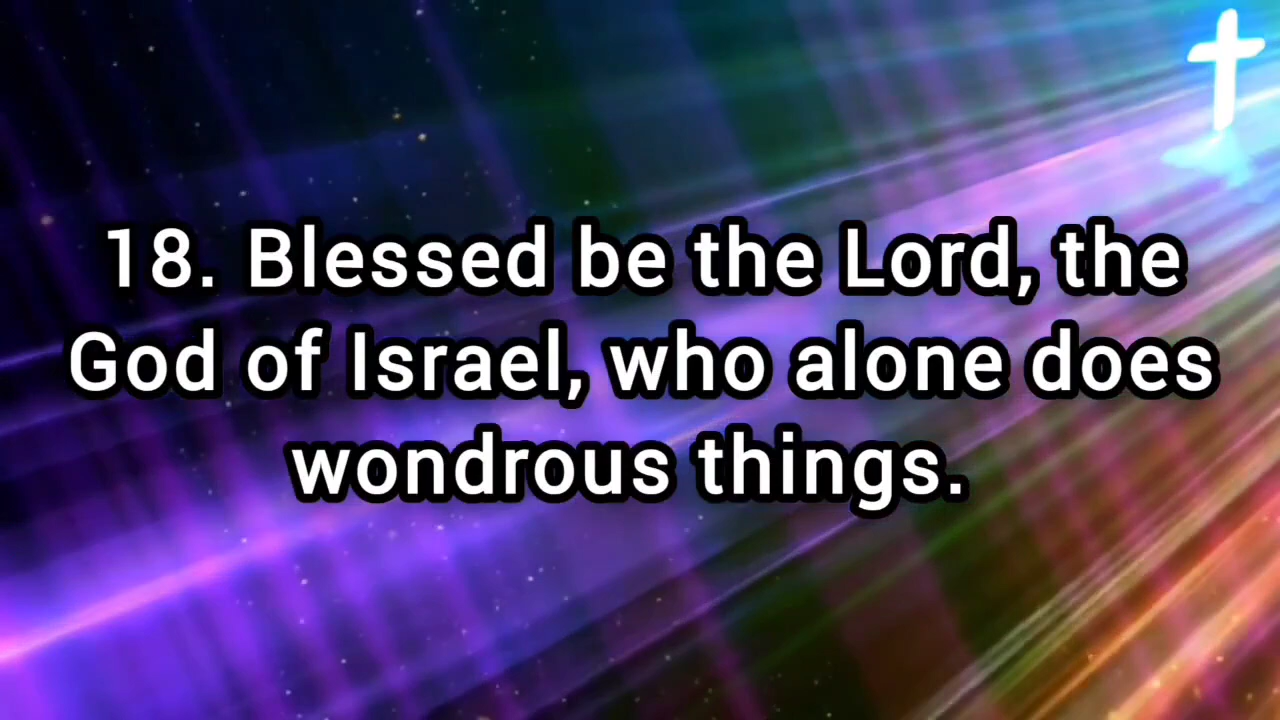 18. Blessed be the Lord, the
God of Israel, who alone does
wondrous things.